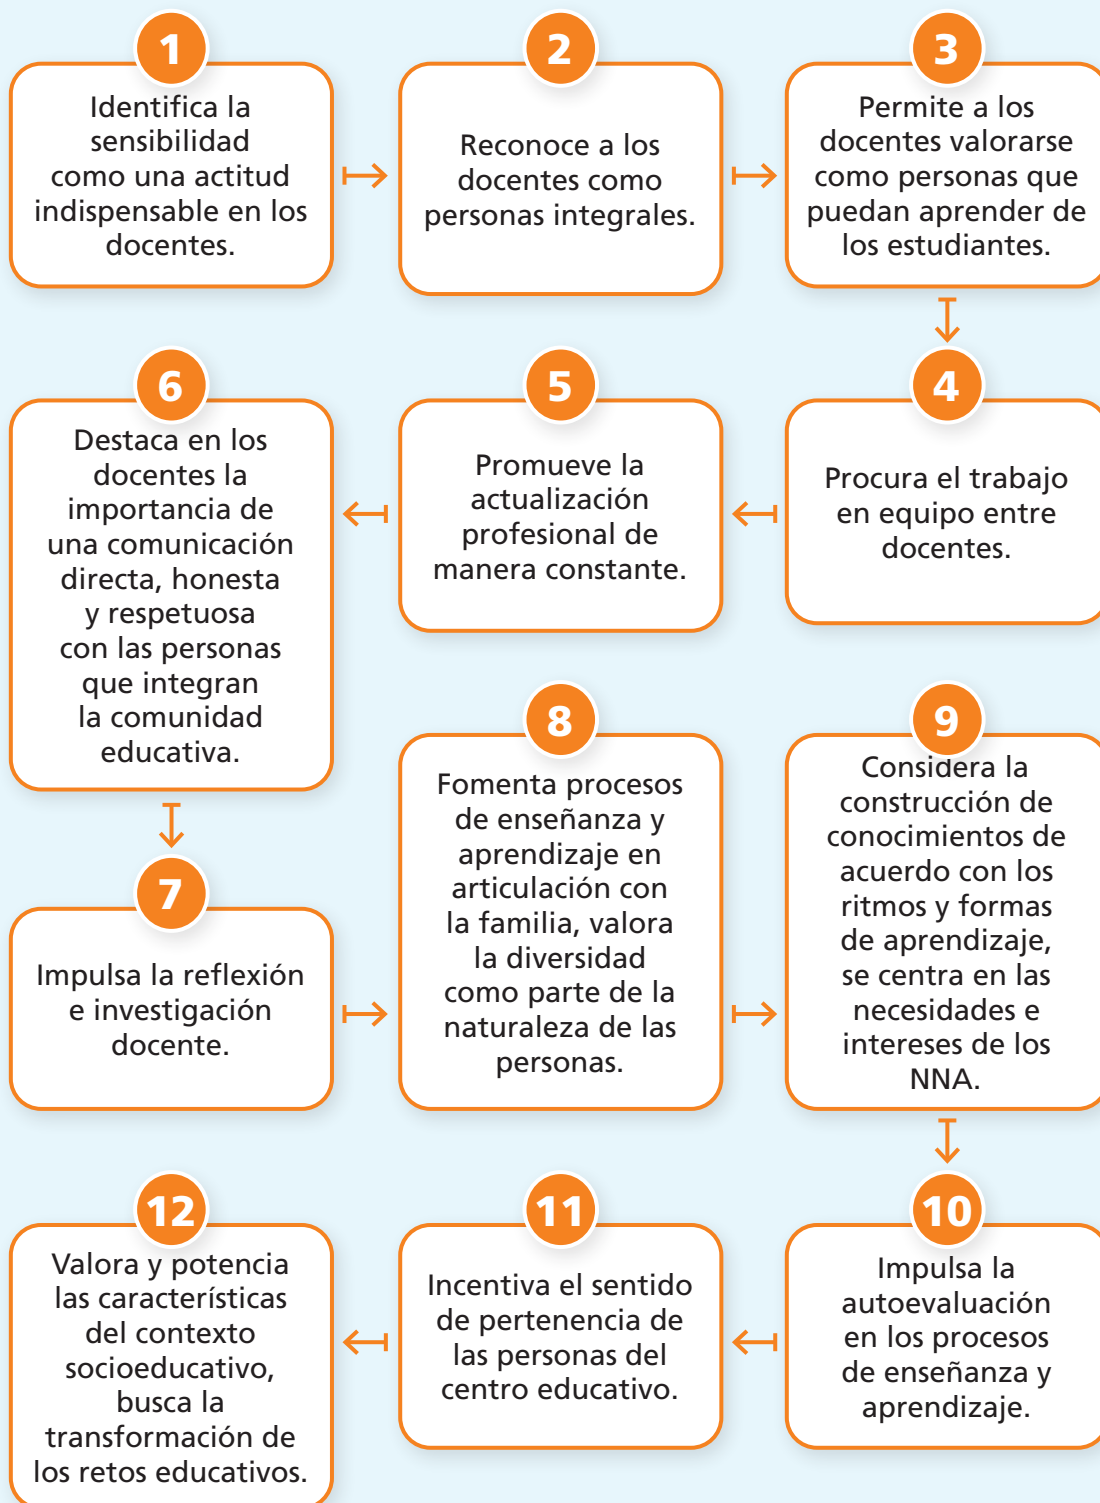 1
Identifica la
sensibilidad
como una actitud
indispensable en los
docentes.
2
Reconoce a los
docentes como
personas integrales.
3
Permite a los
docentes valorarse
como personas que
puedan aprender de
los estudiantes.
4
Procura el trabajo
en equipo entre
docentes.
5
Promueve la
actualización
profesional de
manera constante.
6
Destaca en los
docentes la
importancia de
una comunicación
directa, honesta
y respetuosa
con las personas
que integran
la comunidad
educativa.
7
Impulsa la reflexión
e investigación
docente.
8
Fomenta procesos
de enseñanza y
aprendizaje en
articulación con
la familia, valora
la diversidad
como parte de la
naturaleza de las
personas.
9
Considera la
construcción de
conocimientos de
acuerdo con los
ritmos y formas
de aprendizaje,
se centra en las
necesidades e
intereses de los
NNA.
10
Impulsa la
autoevaluación
en los procesos
de enseñanza y
aprendizaje.
11
Incentiva el sentido
de pertenencia de
las personas del
centro educativo.
12
Valora y potencia
las características
del contexto
socioeducativo,
busca la
transformación de
los retos educativos.